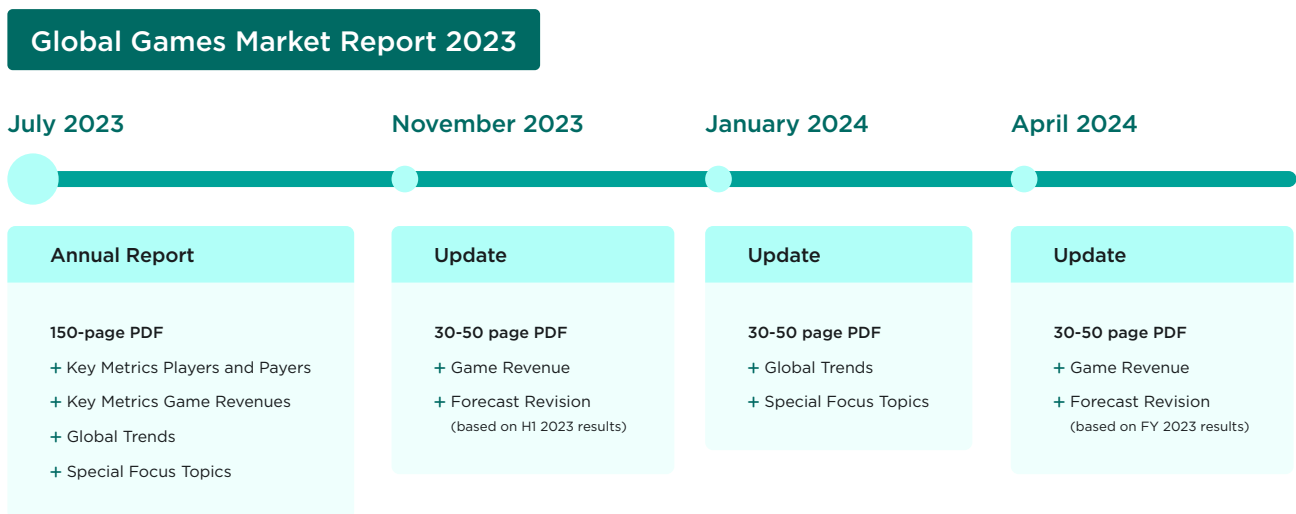 Global Games Market Report 2023
July 2023
November 2023
January 2024
April 2024
Annual Report
150-page PDF
+ Key Metrics Players and Payers
+ Key Metrics Game Revenues
+ Global Trends
+ Special Focus Topics
Update
30-50 page PDF
+ Game Revenue
+ Forecast Revision
(based on H1 2023 results)
Update
30-50 page PDF
+ Global Trends
+ Special Focus Topics
Update
30-50 page PDF
+ Game Revenue
+ Forecast Revision
(based on FY 2023 results)